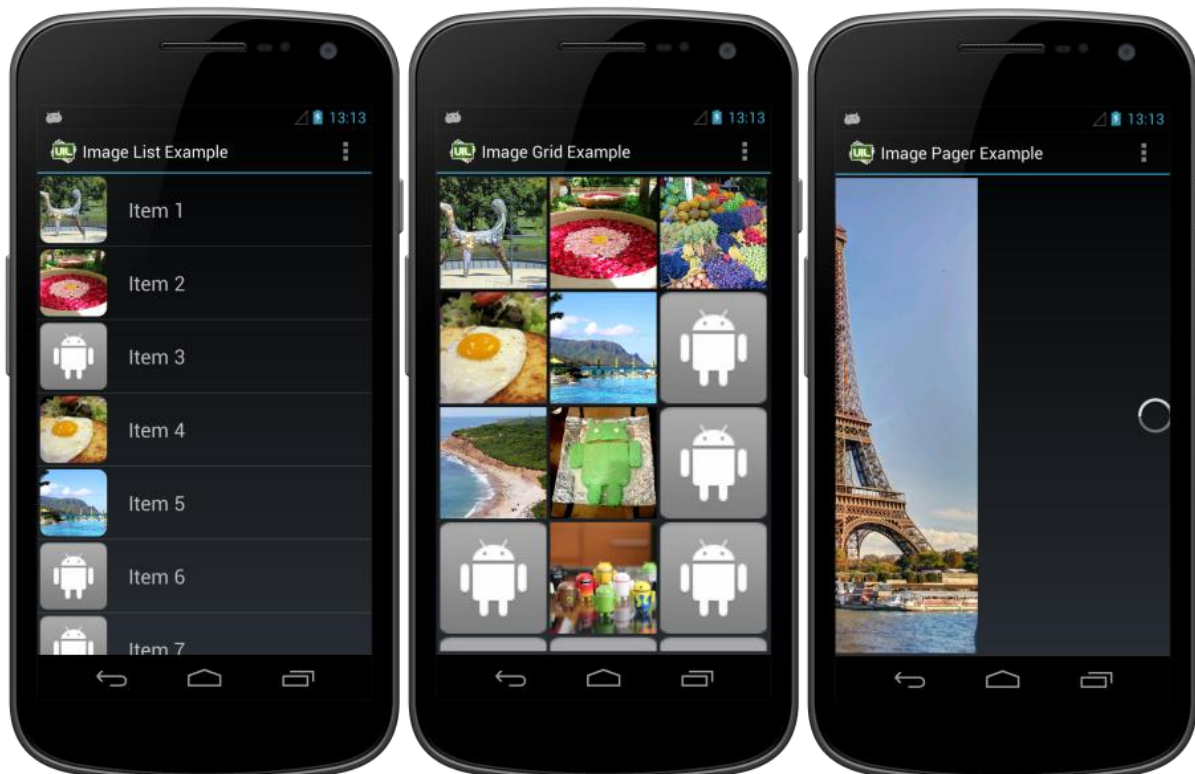 13:13
UIL Image List Example
Item 1
Item 2
Item 3
Item 4
Item 5
Item 6
Item 7
13:13
UIL Image Grid Example
13:13
UIL Image Pager Example